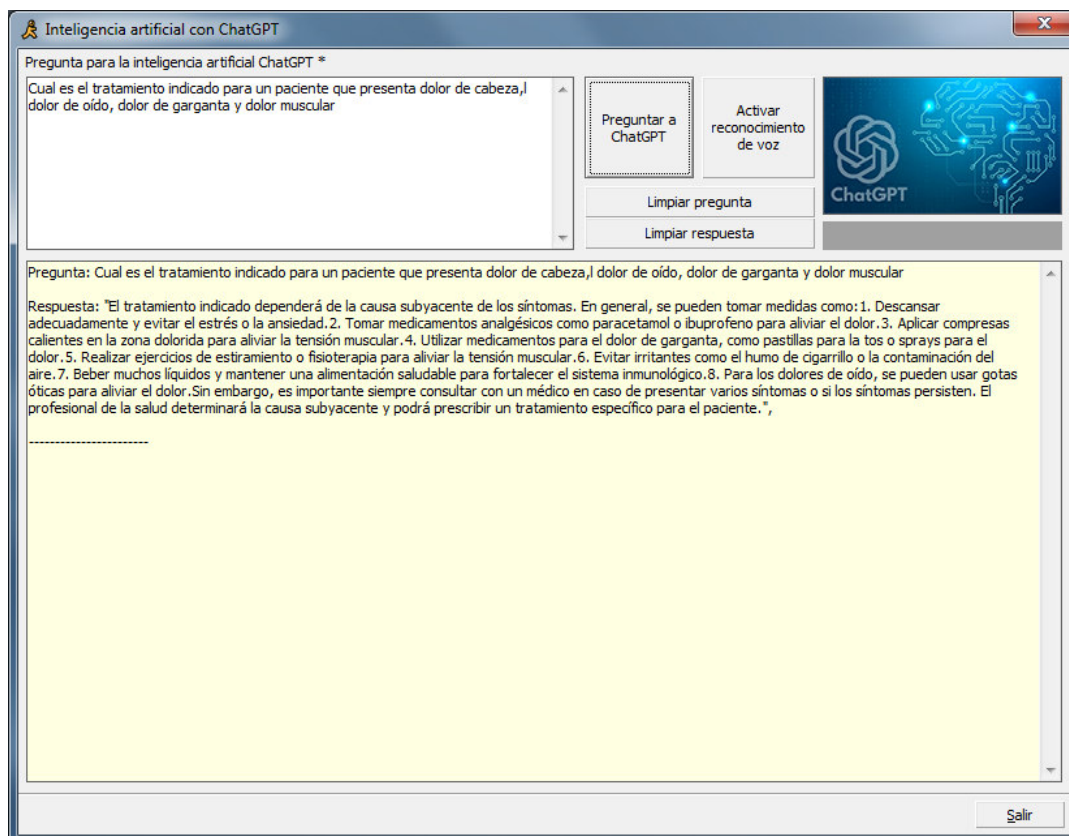 Inteligencia artificial con ChatGPT
Pregunta para la inteligencia artificial ChatGPT *
Cual es el tratamiento indicado para un paciente que presenta dolor de cabeza,l
dolor de oído, dolor de garganta y dolor muscular
Preguntar a
ChatGPT
Activar
reconocimiento
de voz
ChatGPT
Limpiar pregunta
Limpiar respuesta
Pregunta: Cual es el tratamiento indicado para un paciente que presenta dolor de cabeza,l dolor de oído, dolor de garganta y dolor muscular
Respuesta: "El tratamiento indicado dependerá de la causa subyacente de los síntomas. En general, se pueden tomar medidas como:1. Descansar
adecuadamente y evitar el estrés o la ansiedad.2. Tomar medicamentos analgésicos como paracetamol o ibuprofeno para aliviar el dolor.3. Aplicar compresas
calientes en la zona dolorida para aliviar la tensión muscular.4. Utilizar medicamentos para el dolor de garganta, como pastillas para la tos o sprays para el
dolor.5. Realizar ejercicios de estiramiento o fisioterapia para aliviar la tensión muscular.6. Evitar irritantes como el humo de cigarrillo o la contaminación del
aire.7. Beber muchos líquidos y mantener una alimentación saludable para fortalecer el sistema inmunológico.8. Para los dolores de oído, se pueden usar gotas
óticas para aliviar el dolor.Sin embargo, es importante siempre consultar con un médico en caso de presentar varios síntomas o si los síntomas persisten. El
profesional de la salud determinará la causa subyacente y podrá prescribir un tratamiento específico para el paciente.",
-----------------------
Salir